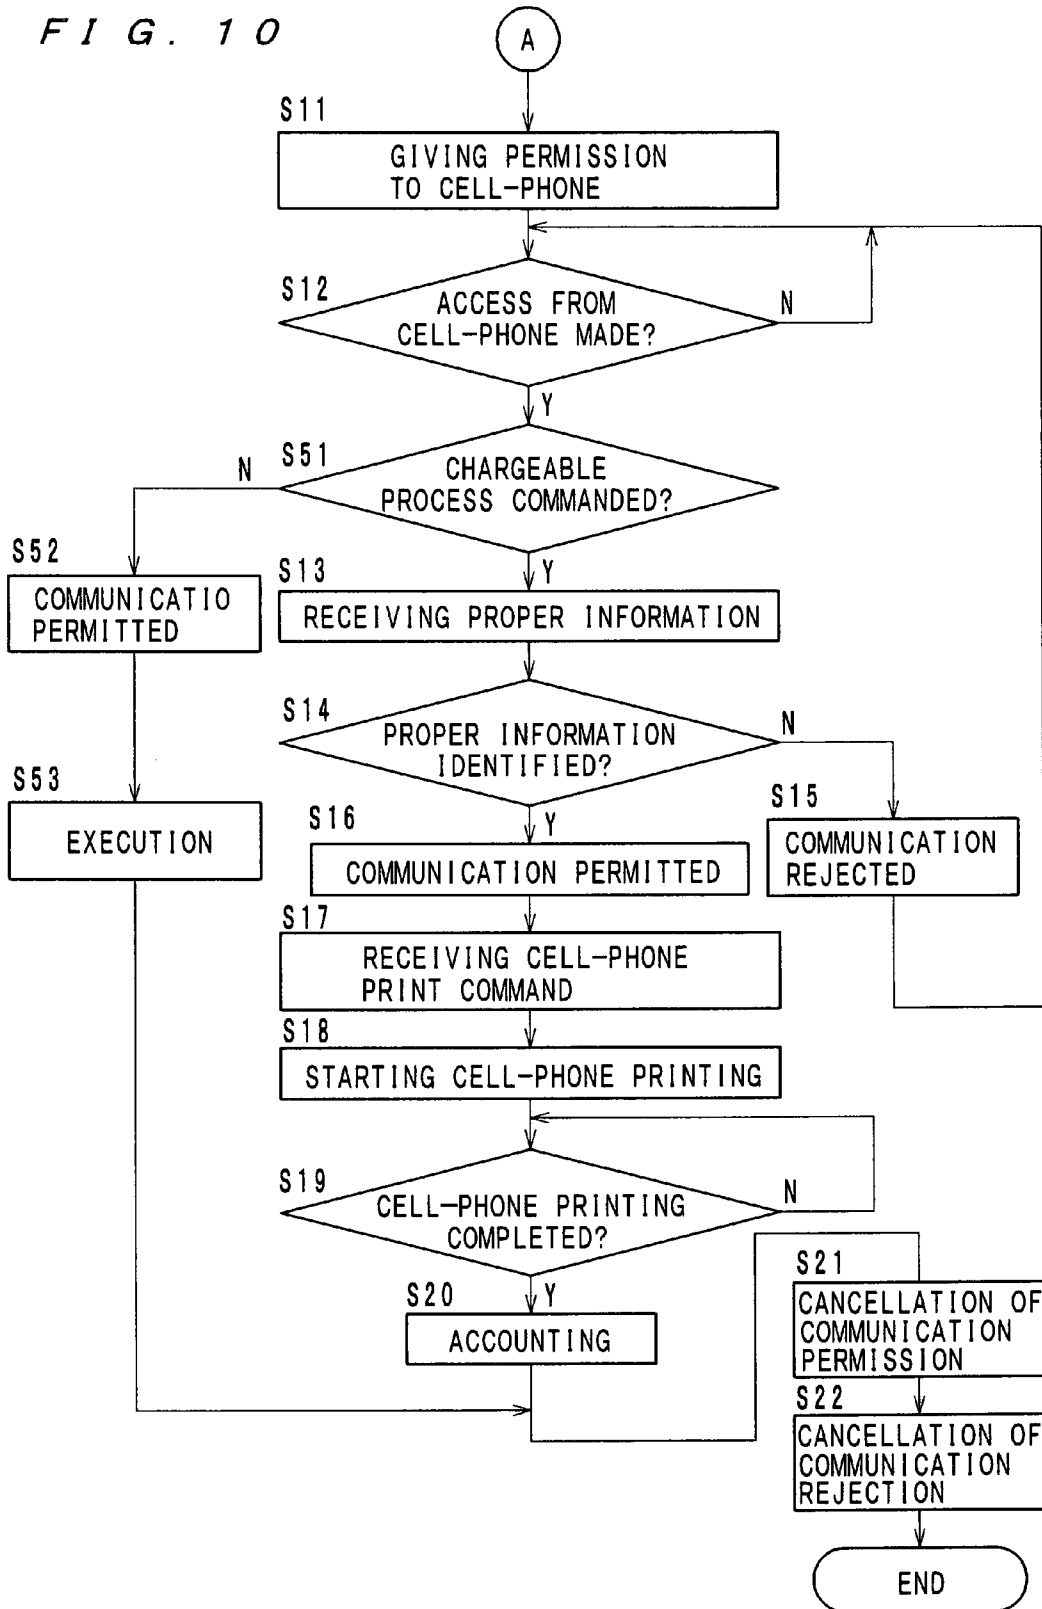 FIG. 10
A
S11
GIVING PERMISSION
TO CELL-PHONE
S12
ACCESS FROM
CELL-PHONE MADE?
N
Y
S51
CHARGEABLE
PROCESS COMMANDED?
N
Y
S52
COMMUNICATIO
PERMITTED
S13
RECEIVING PROPER INFORMATION
S14
PROPER INFORMATION
IDENTIFIED?
N
Y
S53
EXECUTION
S15
COMMUNICATION
REJECTED
S16
COMMUNICATION PERMITTED
S17
RECEIVING CELL-PHONE
PRINT COMMAND
S18
STARTING CELL-PHONE PRINTING
S19
CELL-PHONE PRINTING
COMPLETED?
N
Y
S20
ACCOUNTING
S21
CANCELLATION OF
COMMUNICATION
PERMISSION
S22
CANCELLATION OF
COMMUNICATION
REJECTION
END